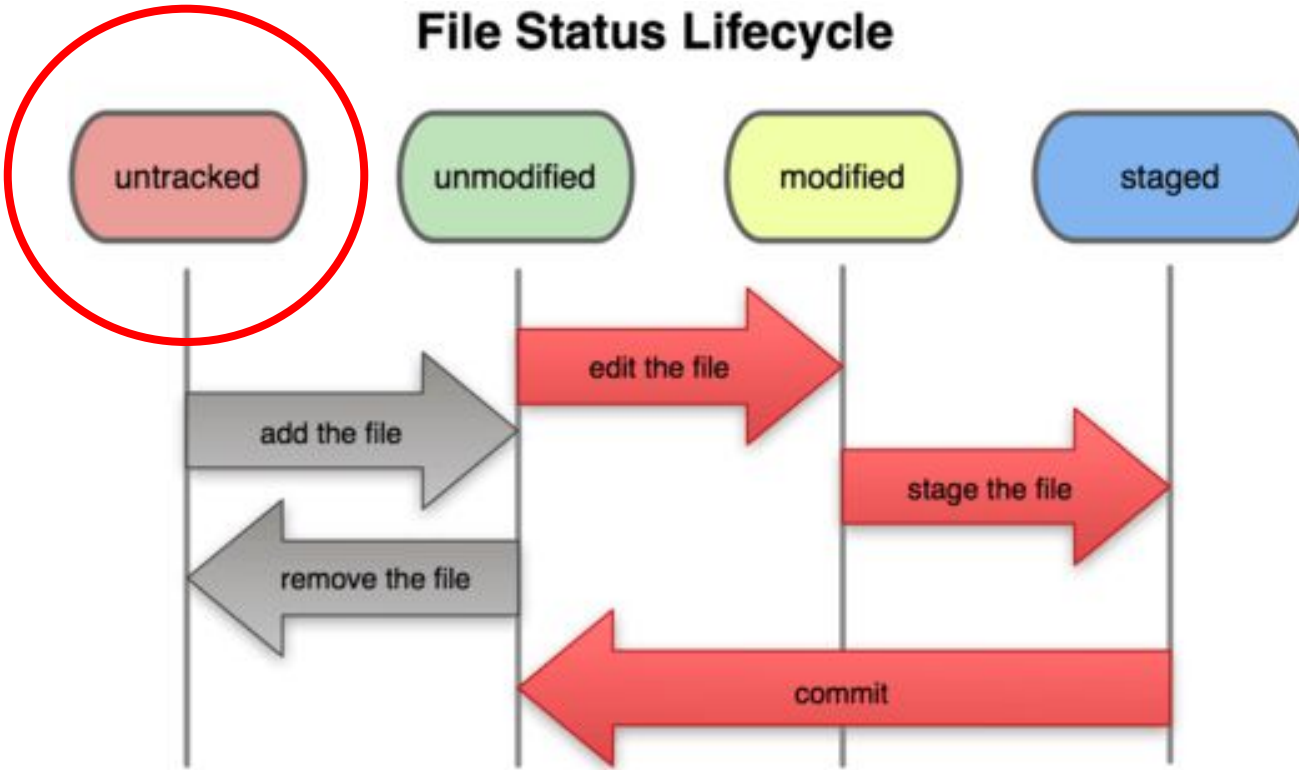 File Status Lifecycle
untracked
unmodified
modified
staged
edit the file
add the file
stage the file
remove the file
commit